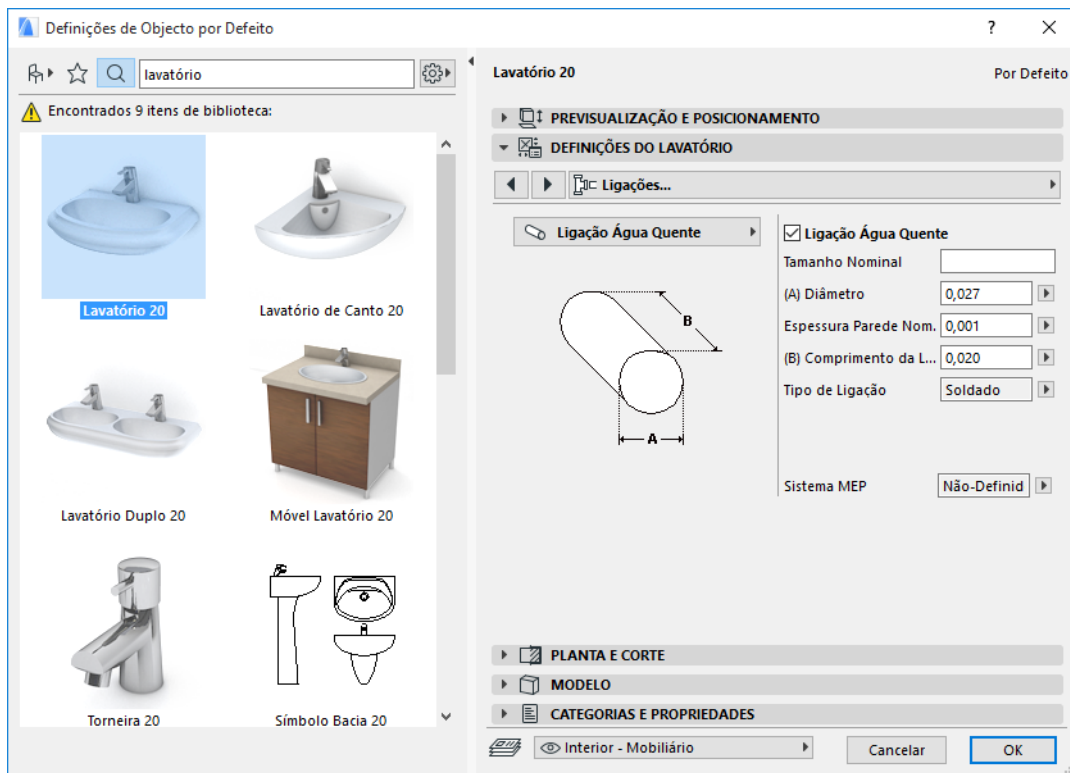 Definições de Objecto por Defeito
?
lavatório
Encontrados 9 itens de biblioteca:
Lavatório 20
Lavatório de Canto 20
Lavatório Duplo 20
Móvel Lavatório 20
Torneira 20
Símbolo Bacia 20
Lavatório 20
Por Defeito
PREVISUALIZAÇÃO E POSICIONAMENTO
DEFINIÇÕES DO LAVATÓRIO
Ligações...
Ligação Água Quente
B
A
Ligação Água Quente
Tamanho Nominal
(A) Diâmetro 0,027
Espessura Parede Nom. 0,001
(B) Comprimento da L... 0,020
Tipo de Ligação Soldado
Sistema MEP Não-Definid
PLANTA E CORTE
MODELO
CATEGORIAS E PROPRIEDADES
Interior - Mobiliário
Cancelar
OK